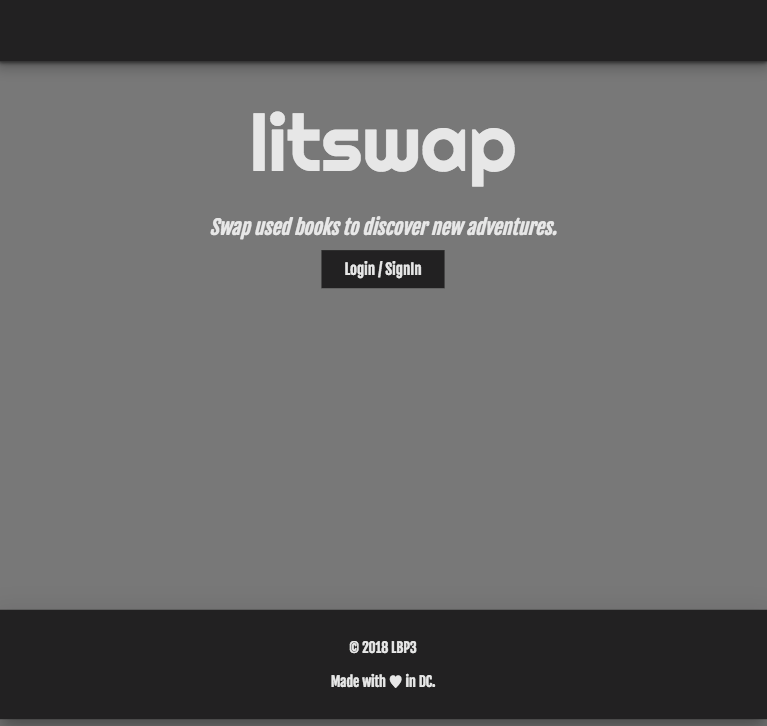 litswap
Swap used books to discover new adventures.
Login / SignIn
© 2018 LBP3
Made with ♥ in DC.